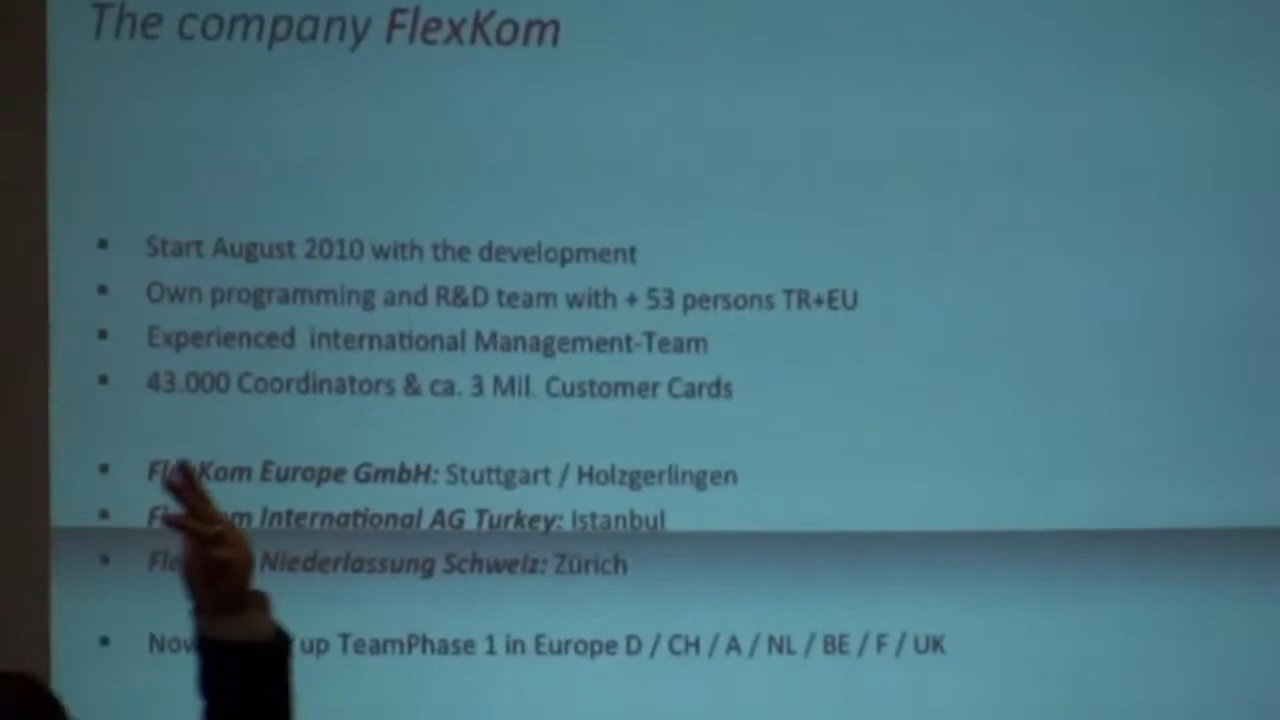 The company FlexKom
▪ Start August 2010 with the development
▪ Own programming and R&D team with + 53 persons TR+EU
▪ Experienced international Management-Team
▪ 43.000 Coordinators & ca. 3 Mil. Customer Cards
▪ FlexKom Europe GmbH: Stuttgart / Holzgerlingen
▪ International AG Turkey: Istanbul
▪ Niederlassung Schweiz: Zürich
▪ Now up TeamPhase 1 in Europe D / CH / A / NL / BE / F / UK